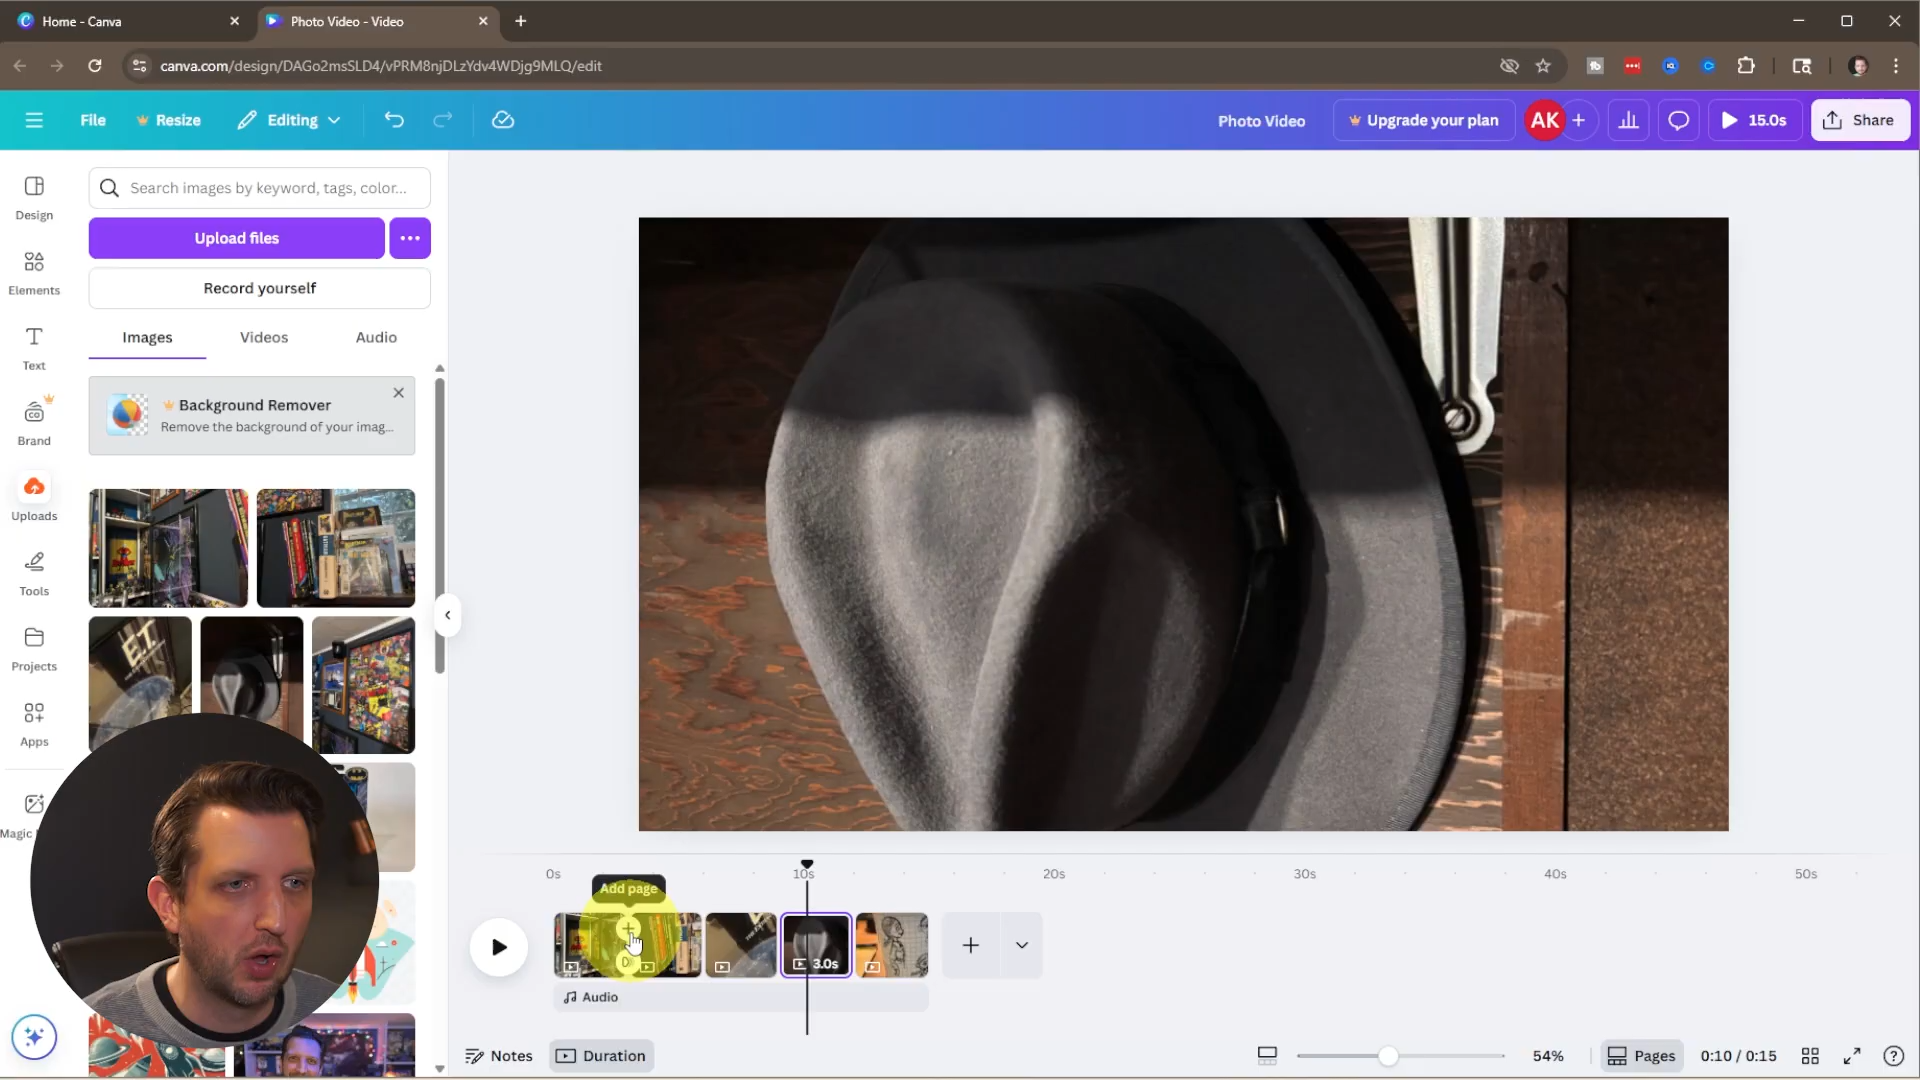 Home - Canva
Photo Video - Video
canva.com/design/DAGo2msSLD4/vPRM8njDLzYdv4WDjg9MLQ/edit
File
Resize
Editing
Photo Video
Upgrade your plan
AK
15.0s
Share
Design
Elements
Text
Brand
Uploads
Tools
Projects
Apps
Magic
Search images by keyword, tags, color...
Upload files
Record yourself
Images
Videos
Audio
Background Remover
Remove the background of your imag...
E.T.
0s
10s
20s
30s
40s
50s
Add page
3.0s
Audio
Notes
Duration
54%
Pages
0:10 / 0:15